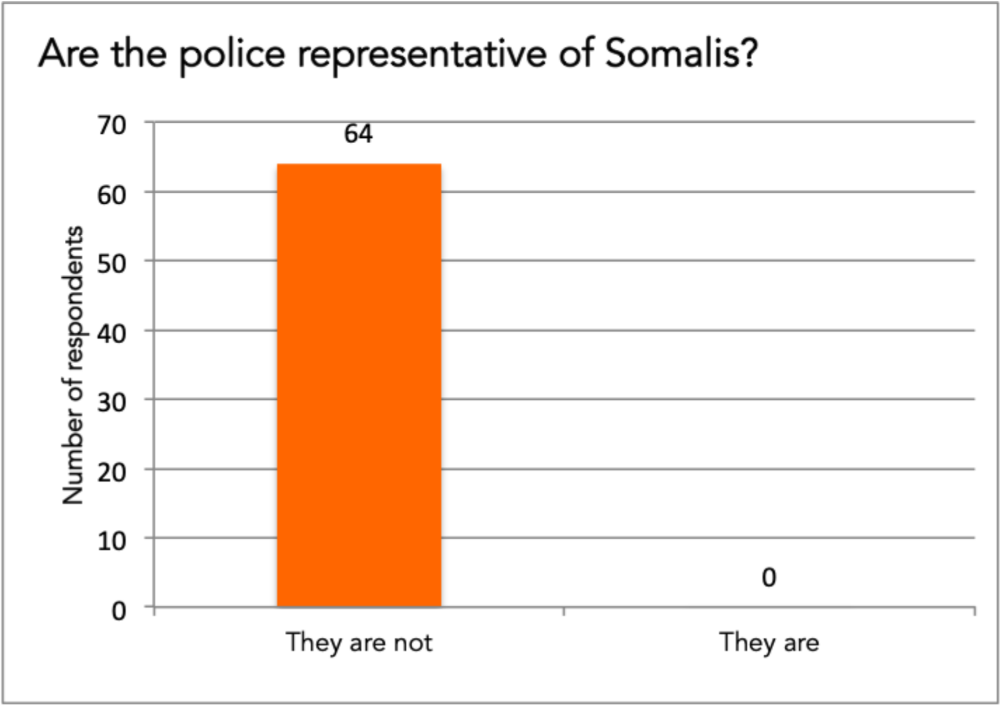 Are the police representative of Somalis?
Number of respondents
70
60
50
40
30
20
10
0
64
0
They are not
They are